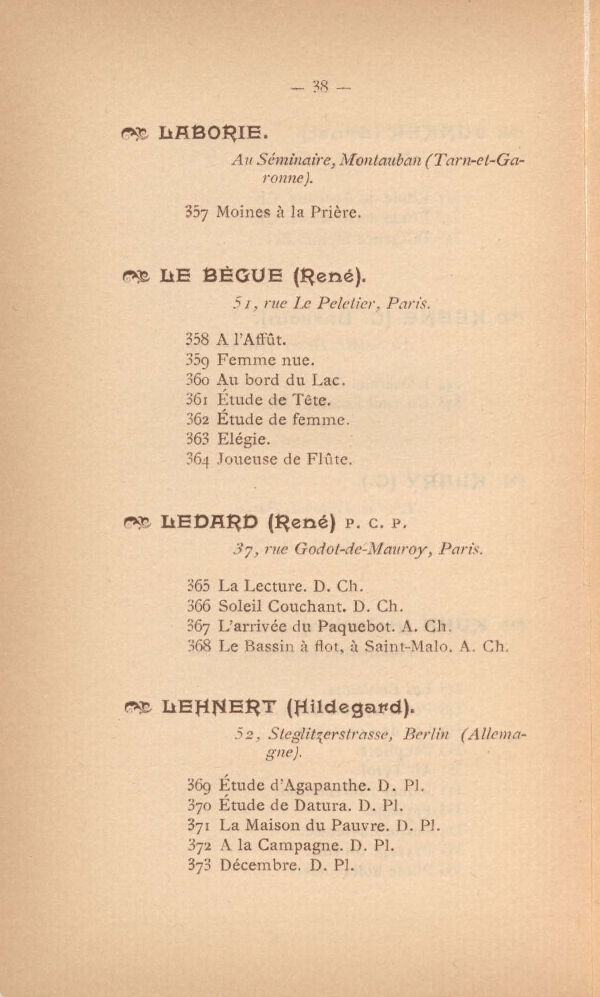 — 38 —
LABORIE.
Au Séminaire, Montauban (Tarn-et-Ga-
ronne).
357 Moines à la Prière.
LE BÈGUE (René).
51, rue Le Peletier, Paris.
358 A l'Affût.
359 Femme nue.
360 Au bord du Lac.
361 Étude de Tête.
362 Étude de femme.
363 Elégie.
364 Joueuse de Flûte.
LEDARD (René) P. C. P.
37, rue Godot-de-Mauroy, Paris.
365 La Lecture. D. Ch.
366 Soleil Couchant. D. Ch.
367 L'arrivée du Paquebot. A. Ch.
368 Le Bassin à flot, à Saint-Malo. A. Ch.
LEHNERT (Hildegard).
52, Steglitzerstrasse, Berlin (Allema-
gne).
369 Étude d'Agapanthe. D. Pl.
370 Étude de Datura. D. Pl.
371 La Maison du Pauvre. D. Pl.
372 A la Campagne. D. Pl.
373 Décembre. D. Pl.